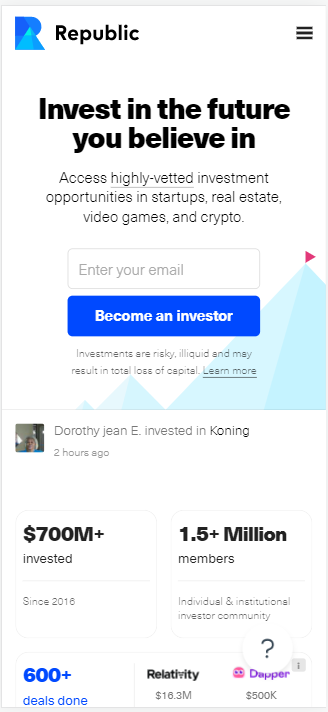 Republic
Invest in the future
you believe in
Access highly-vetted investment
opportunities in startups, real estate,
video games, and crypto.
Enter your email
Become an investor
Investments are risky, illiquid and may
result in total loss of capital. Learn more
Dorothy jean E. invested in Koning
2 hours ago
$700M+
invested
Since 2016
1.5+ Million
members
Individual & institutional
investor community
?
i
600+
deals done
Relativity
$16.3M
Dapper
$500K